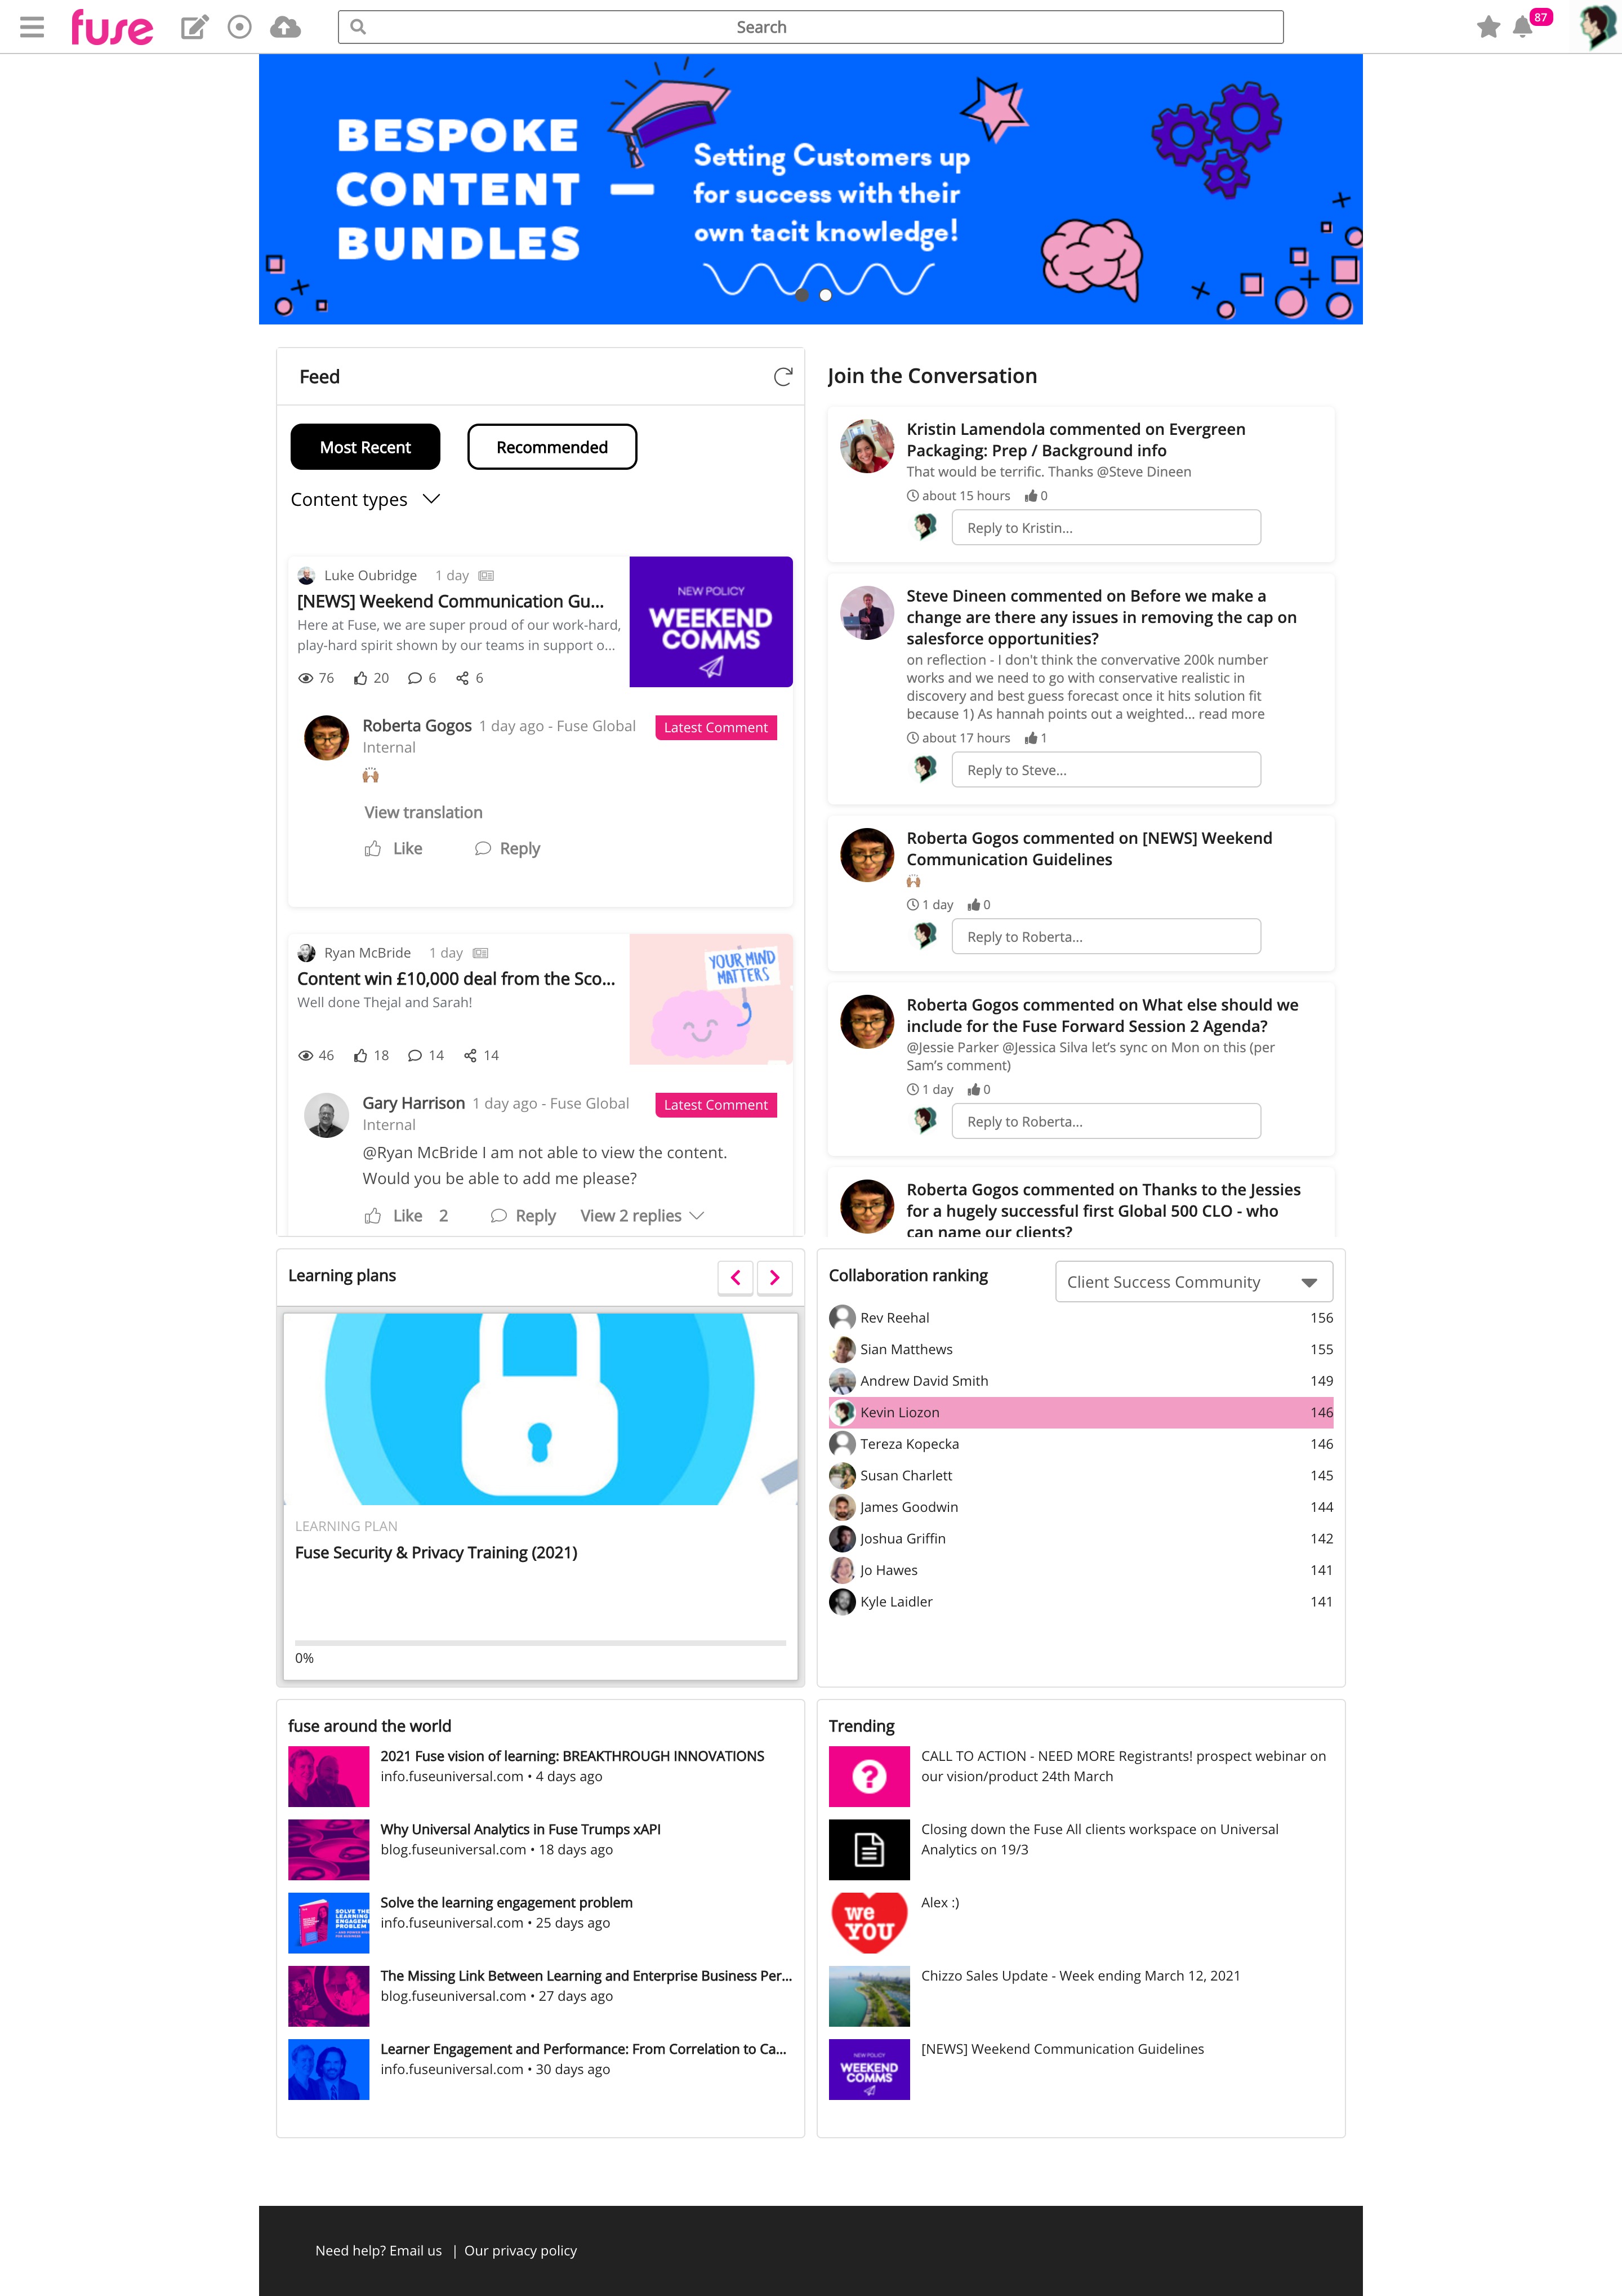 fuse
Search
87
BESPOKE
CONTENT —
BUNDLES
Setting Customers up
for success with their
own tacit knowledge!
Feed
Most Recent
Recommended
Content types
Luke Oubridge 1 day
[NEWS] Weekend Communication Gu...
Here at Fuse, we are super proud of our work-hard,
play-hard spirit shown by our teams in support o...
76 20 6 6
NEW POLICY
WEEKEND
COMMS
Roberta Gogos 1 day ago - Fuse Global
Internal
Latest Comment
🙌🏽
View translation
Like Reply
Ryan McBride 1 day
Content win £10,000 deal from the Sco...
Well done Thejal and Sarah!
46 18 14 14
YOUR MIND
MATTERS
Gary Harrison 1 day ago - Fuse Global
Internal
Latest Comment
@Ryan McBride I am not able to view the content.
Would you be able to add me please?
Like 2 Reply View 2 replies
Join the Conversation
Kristin Lamendola commented on Evergreen
Packaging: Prep / Background info
That would be terrific. Thanks @Steve Dineen
about 15 hours 0
Reply to Kristin...
Steve Dineen commented on Before we make a
change are there any issues in removing the cap on
salesforce opportunities?
on reflection - I don't think the convervative 200k number
works and we need to go with conservative realistic in
discovery and best guess forecast once it hits solution fit
because 1) As hannah points out a weighted... read more
about 17 hours 1
Reply to Steve...
Roberta Gogos commented on [NEWS] Weekend
Communication Guidelines
🙌🏽
1 day 0
Reply to Roberta...
Roberta Gogos commented on What else should we
include for the Fuse Forward Session 2 Agenda?
@Jessie Parker @Jessica Silva let's sync on Mon on this (per
Sam's comment)
1 day 0
Reply to Roberta...
Roberta Gogos commented on Thanks to the Jessies
for a hugely successful first Global 500 CLO - who
can name our clients?
Learning plans
LEARNING PLAN
Fuse Security & Privacy Training (2021)
0%
Collaboration ranking
Client Success Community
Rev Reehal 156
Sian Matthews 155
Andrew David Smith 149
Kevin Liozon 146
Tereza Kopecka 146
Susan Charlett 145
James Goodwin 144
Joshua Griffin 142
Jo Hawes 141
Kyle Laidler 141
fuse around the world
2021 Fuse vision of learning: BREAKTHROUGH INNOVATIONS
info.fuseuniversal.com • 4 days ago
Why Universal Analytics in Fuse Trumps xAPI
blog.fuseuniversal.com • 18 days ago
SOLVE THE
LEARNING
ENGAGEM
PROBLEM
Solve the learning engagement problem
info.fuseuniversal.com • 25 days ago
The Missing Link Between Learning and Enterprise Business Per...
blog.fuseuniversal.com • 27 days ago
Learner Engagement and Performance: From Correlation to Ca...
info.fuseuniversal.com • 30 days ago
Trending
CALL TO ACTION - NEED MORE Registrants! prospect webinar on
our vision/product 24th March
Closing down the Fuse All clients workspace on Universal
Analytics on 19/3
we
YOU
Alex :)
Chizzo Sales Update - Week ending March 12, 2021
NEW POLICY
WEEKEND
COMMS
[NEWS] Weekend Communication Guidelines
Need help? Email us | Our privacy policy